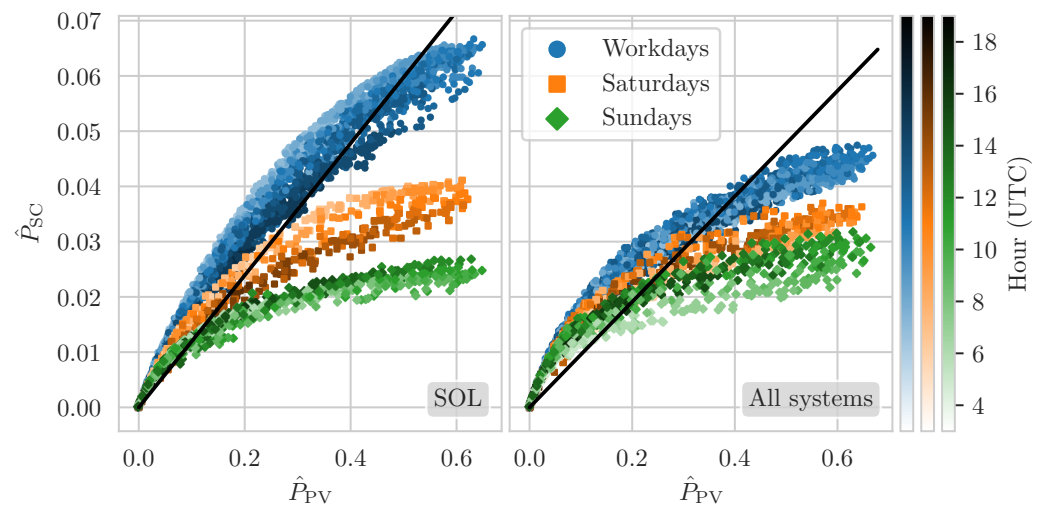 0.07
0.06
0.05
0.04
0.03
0.02
0.01
0.00
P̂SC
0.0 0.2 0.4 0.6
P̂PV
SOL
Workdays
Saturdays
Sundays
All systems
0.0 0.2 0.4 0.6
P̂PV
18
16
14
12
10
8
6
4
Hour (UTC)